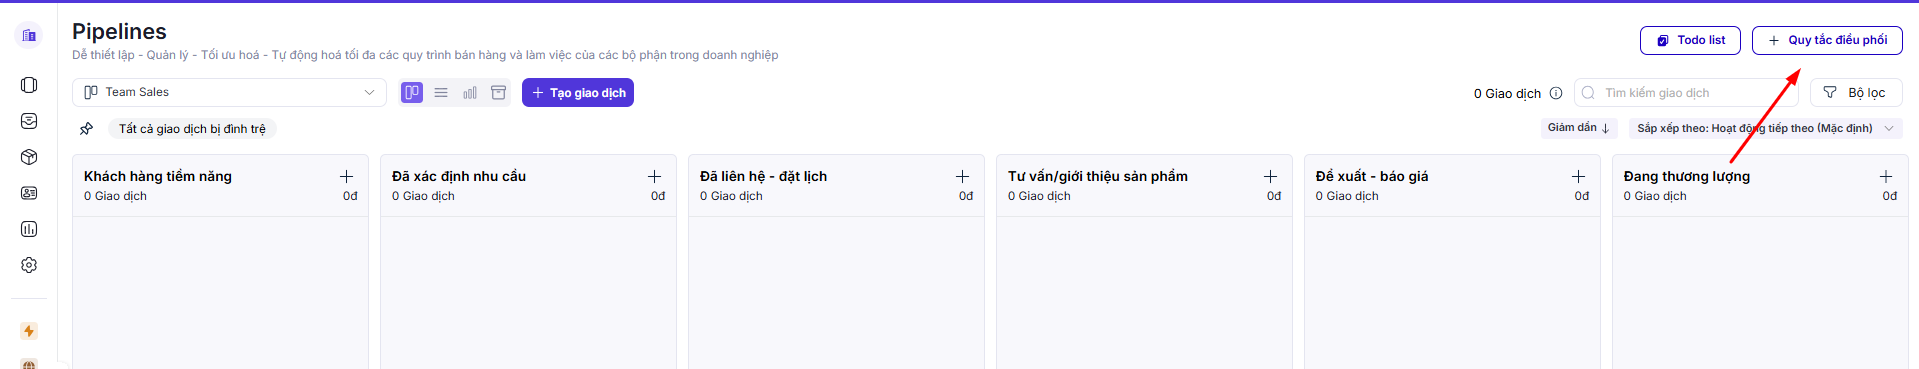 Pipelines
Dễ thiết lập - Quản lý - Tối ưu hoá - Tự động hoá tối đa các quy trình bán hàng và làm việc của các bộ phận trong doanh nghiệp
Todo list
Quy tắc điều phối
Team Sales
Tạo giao dịch
0 Giao dịch
Tìm kiếm giao dịch
Bộ lọc
Tất cả giao dịch bị đình trệ
Giảm dần
Sắp xếp theo: Hoạt động tiếp theo (Mặc định)
Khách hàng tiềm năng
0 Giao dịch 0đ
Đã xác định nhu cầu
0 Giao dịch 0đ
Đã liên hệ - đặt lịch
0 Giao dịch 0đ
Tư vấn/giới thiệu sản phẩm
0 Giao dịch 0đ
Đề xuất - báo giá
0 Giao dịch 0đ
Đang thương lượng
0 Giao dịch 0đ